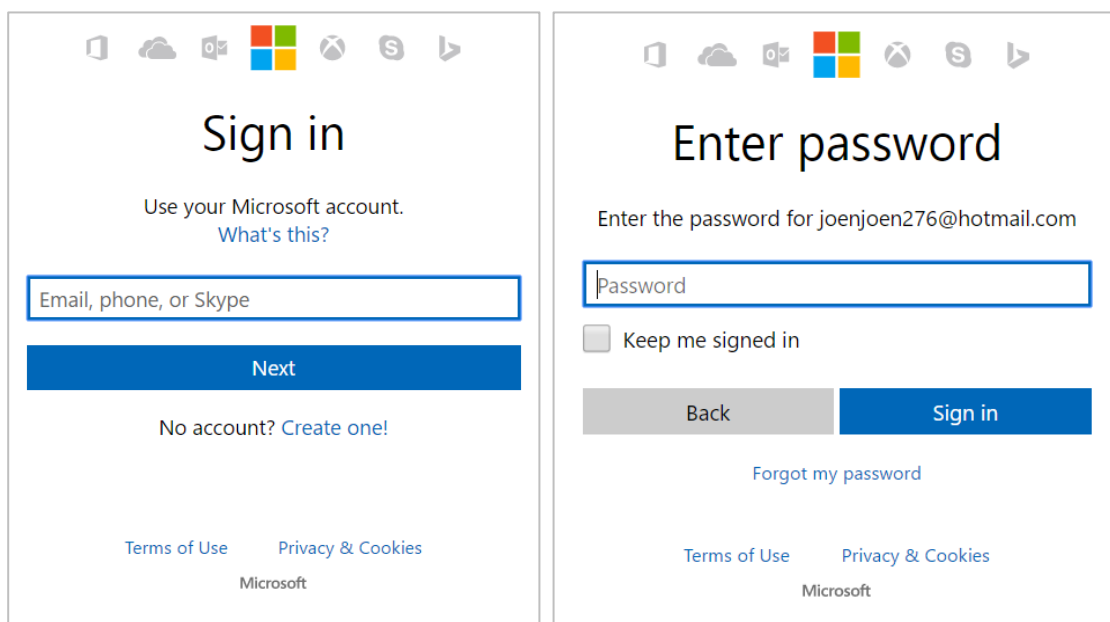 Sign in
Use your Microsoft account.
What's this?
Email, phone, or Skype
Next
No account? Create one!
Terms of Use Privacy & Cookies
Microsoft
Enter password
Enter the password for joenjoen276@hotmail.com
Password
Keep me signed in
Back Sign in
Forgot my password
Terms of Use Privacy & Cookies
Microsoft